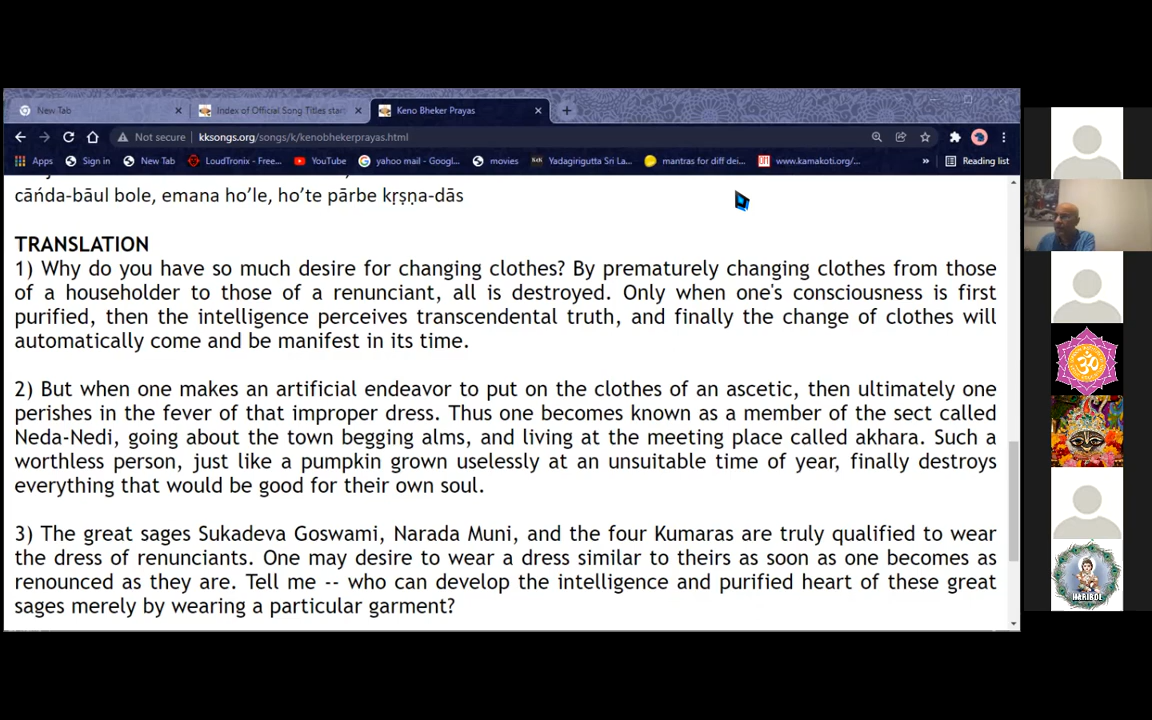 New Tab
Index of Official Song Titles star
Keno Bheker Prayas
Not secure
kksongs.org/songs/k/kenobhekerprayas.html
Apps
Sign in
New Tab
LoudTronix - Free...
YouTube
yahoo mail - Googl...
movies
Yadagirigutta Sri La...
mantras for diff dei...
www.kamakoti.org/...
»
Reading list
cāńda-bāul bole, emana ho’le, ho’te pārbe kṛṣṇa-dās
TRANSLATION
1) Why do you have so much desire for changing clothes? By prematurely changing clothes from those
of a householder to those of a renunciant, all is destroyed. Only when one's consciousness is first
purified, then the intelligence perceives transcendental truth, and finally the change of clothes will
automatically come and be manifest in its time.
2) But when one makes an artificial endeavor to put on the clothes of an ascetic, then ultimately one
perishes in the fever of that improper dress. Thus one becomes known as a member of the sect called
Neda-Nedi, going about the town begging alms, and living at the meeting place called akhara. Such a
worthless person, just like a pumpkin grown uselessly at an unsuitable time of year, finally destroys
everything that would be good for their own soul.
3) The great sages Sukadeva Goswami, Narada Muni, and the four Kumaras are truly qualified to wear
the dress of renunciants. One may desire to wear a dress similar to theirs as soon as one becomes as
renounced as they are. Tell me -- who can develop the intelligence and purified heart of these great
sages merely by wearing a particular garment?
ॐ
HARIBOL